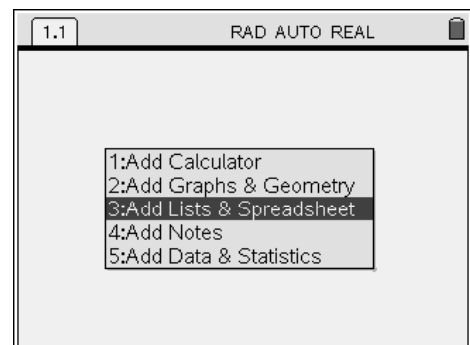 1.1 RAD AUTO REAL
1:Add Calculator
2:Add Graphs & Geometry
3:Add Lists & Spreadsheet
4:Add Notes
5:Add Data & Statistics